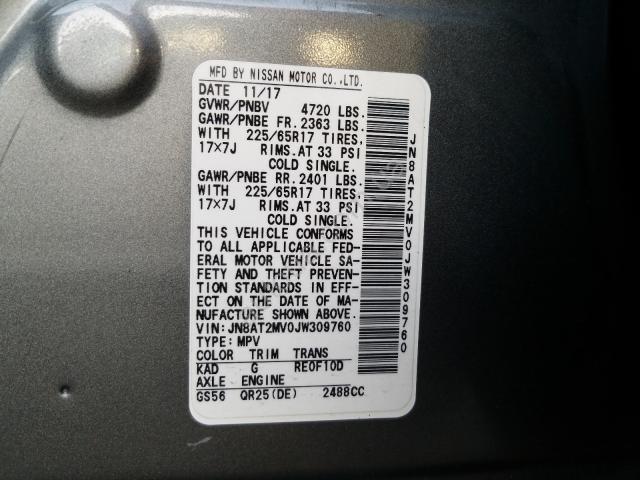 MFD BY NISSAN MOTOR CO.,LTD.
DATE 11/17
GVWR/PNBV 4720 LBS.
GAWR/PNBE FR. 2363 LBS.
WITH 225/65R17 TIRES,
17×7J RIMS.AT 33 PSI
COLD SINGLE.
GAWR/PNBE RR. 2401 LBS.
WITH 225/65R17 TIRES,
17×7J RIMS.AT 33 PSI
COLD SINGLE.
THIS VEHICLE CONFORMS
TO ALL APPLICABLE FED-
ERAL MOTOR VEHICLE SA-
FETY AND THEFT PREVEN-
TION STANDARDS IN EFF-
ECT ON THE DATE OF MA-
NUFACTURE SHOWN ABOVE.
VIN: JN8AT2MV0JW309760
TYPE: MPV
COLOR TRIM TRANS
KAD G RE0F10D
AXLE ENGINE
GS56 QR25(DE) 2488CC
JN8AT2MV0JW309760